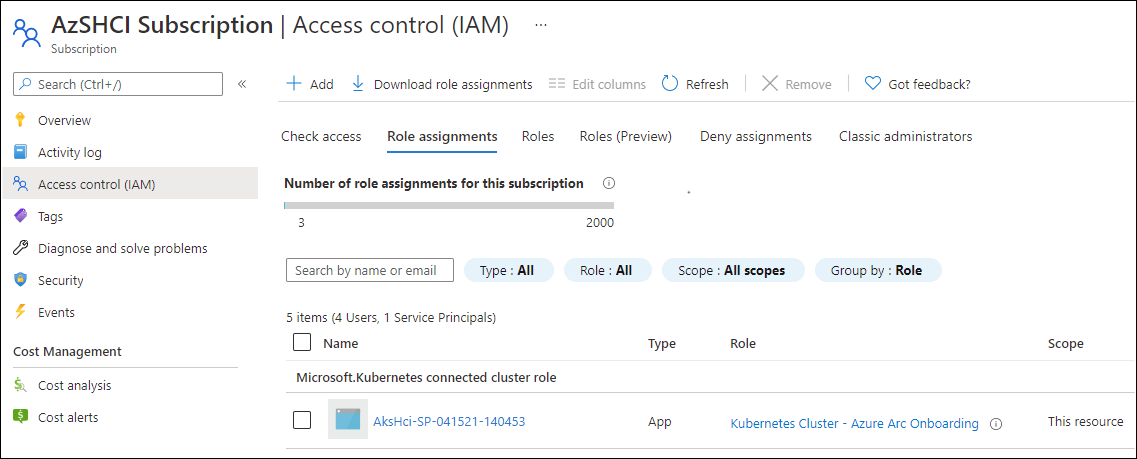 AzSHCI Subscription | Access control (IAM) ...
Subscription
Search (Ctrl+/) «
Overview
Activity log
Access control (IAM)
Tags
Diagnose and solve problems
Security
Events
Cost Management
Cost analysis
Cost alerts
Add Download role assignments Edit columns Refresh Remove Got feedback?
Check access Role assignments Roles Roles (Preview) Deny assignments Classic administrators
Number of role assignments for this subscription
3 2000
Search by name or email Type : All Role : All Scope : All scopes Group by : Role
5 items (4 Users, 1 Service Principals)
Name Type Role Scope
Microsoft.Kubernetes connected cluster role
AksHci-SP-041521-140453 App Kubernetes Cluster - Azure Arc Onboarding This resource